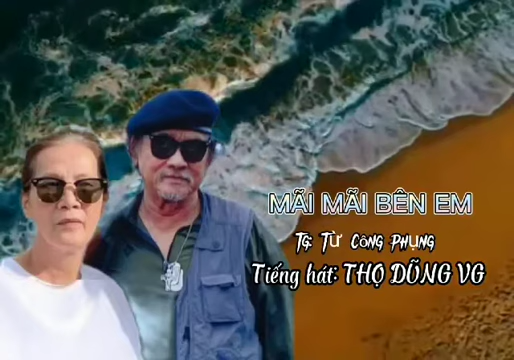 MÃI MÃI BÊN EM
Tg: Từ Công Phụng
Tiếng hát: THỌ DŨNG VG